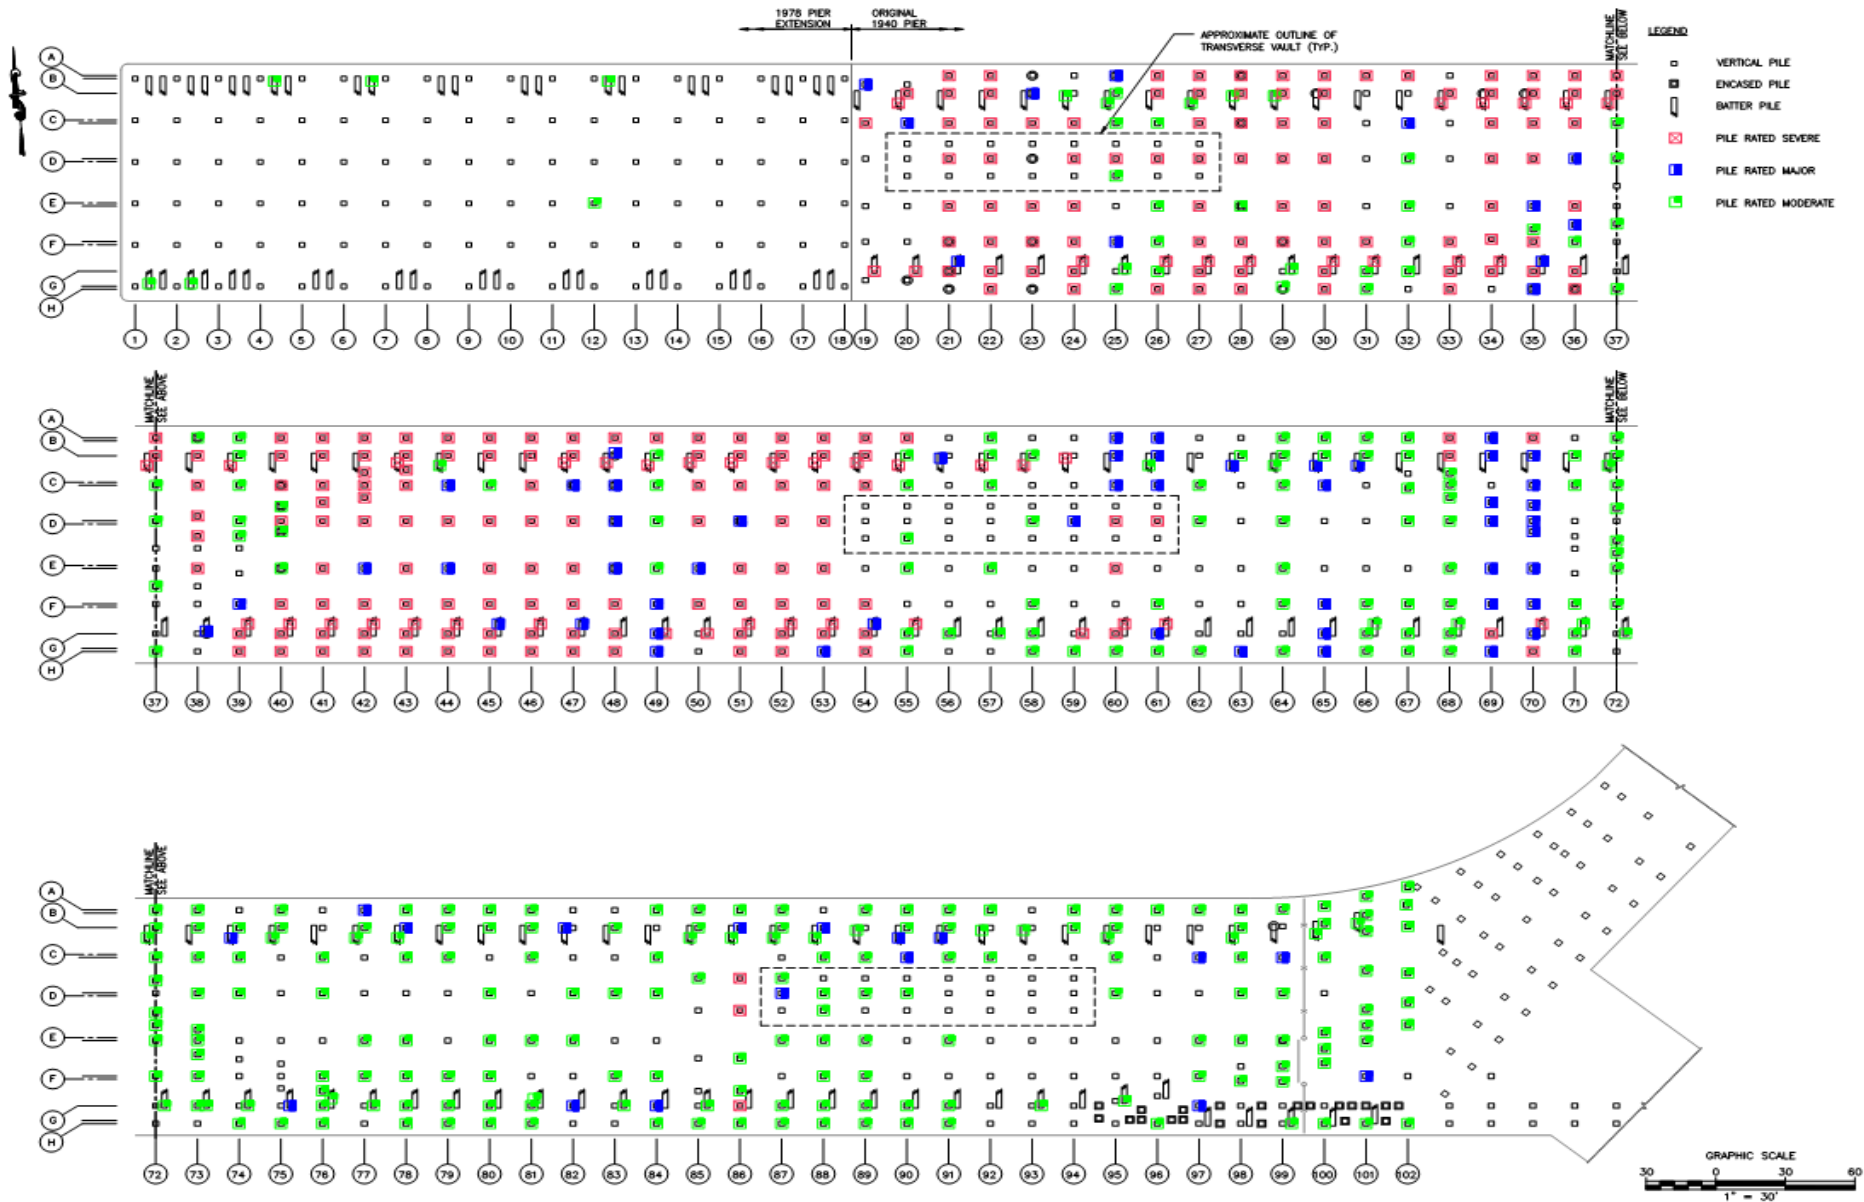 1978 PIER
EXTENSION
ORIGINAL
1940 PIER
APPROXIMATE OUTLINE OF
TRANSVERSE VAULT (TYP.)
MATCHLINE
SEE BELOW
LEGEND
VERTICAL PILE
ENCASED PILE
BATTER PILE
PILE RATED SEVERE
PILE RATED MAJOR
PILE RATED MODERATE
A
B
C
D
E
F
G
H
1 2 3 4 5 6 7 8 9 10 11 12 13 14 15 16 17 18 19 20 21 22 23 24 25 26 27 28 29 30 31 32 33 34 35 36 37
MATCHLINE
SEE ABOVE
MATCHLINE
SEE BELOW
A
B
C
D
E
F
G
H
37 38 39 40 41 42 43 44 45 46 47 48 49 50 51 52 53 54 55 56 57 58 59 60 61 62 63 64 65 66 67 68 69 70 71 72
MATCHLINE
SEE ABOVE
A
B
C
D
E
F
G
H
72 73 74 75 76 77 78 79 80 81 82 83 84 85 86 87 88 89 90 91 92 93 94 95 96 97 98 99 100 101 102
GRAPHIC SCALE
30 0 30 60
1" = 30'